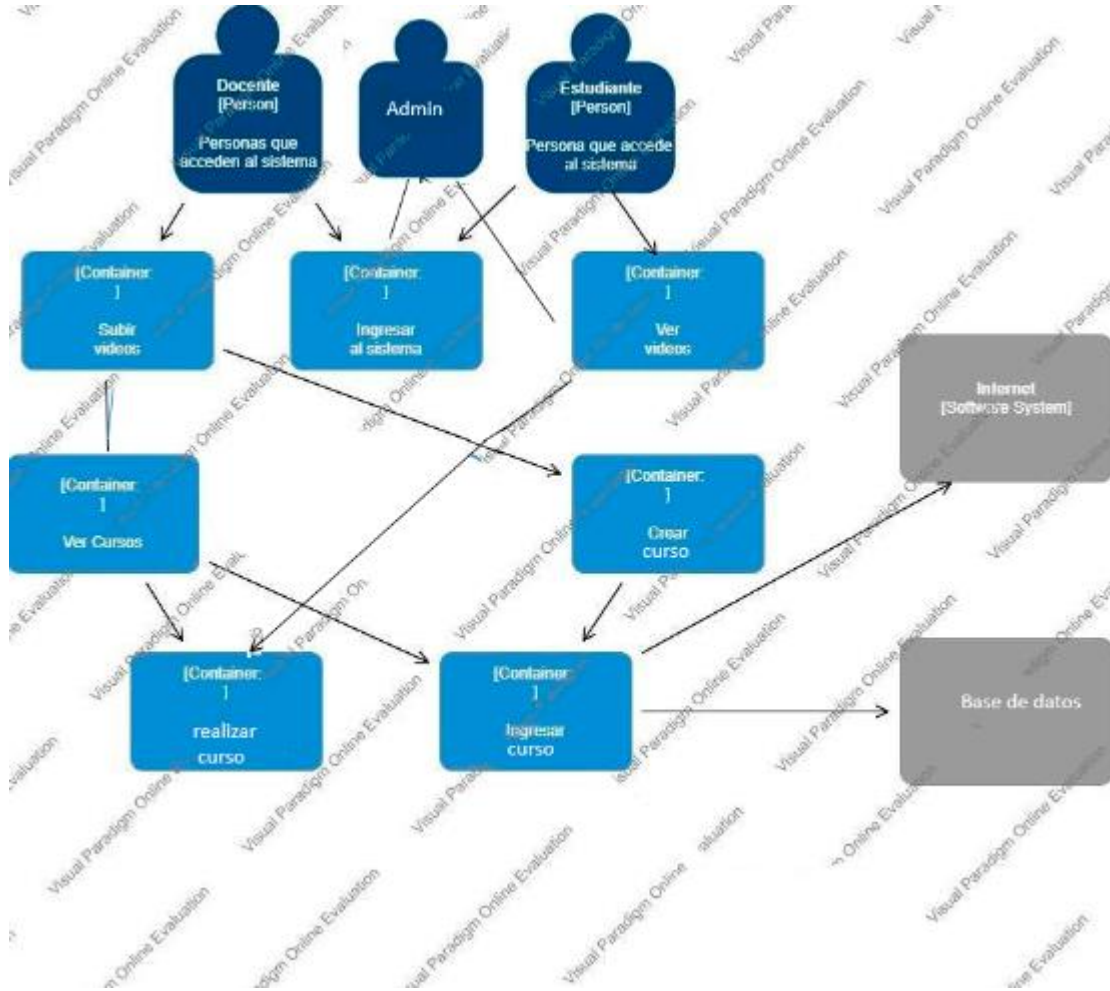 Docente
[Person]
Personas que
acceden al sistema
Admin
Estudiante
[Person]
Persona que accede
al sistema
[Container:
]
Subir
videos
[Container:
]
Ingresar
al sistema
[Container:
]
Ver
videos
Internet
[Software System]
[Container:
]
Ver Cursos
[Container:
]
Crear
curso
[Container:
]
realizar
curso
[Container:
]
Ingresar
curso
Base de datos
Visual Paradigm Online Evaluation